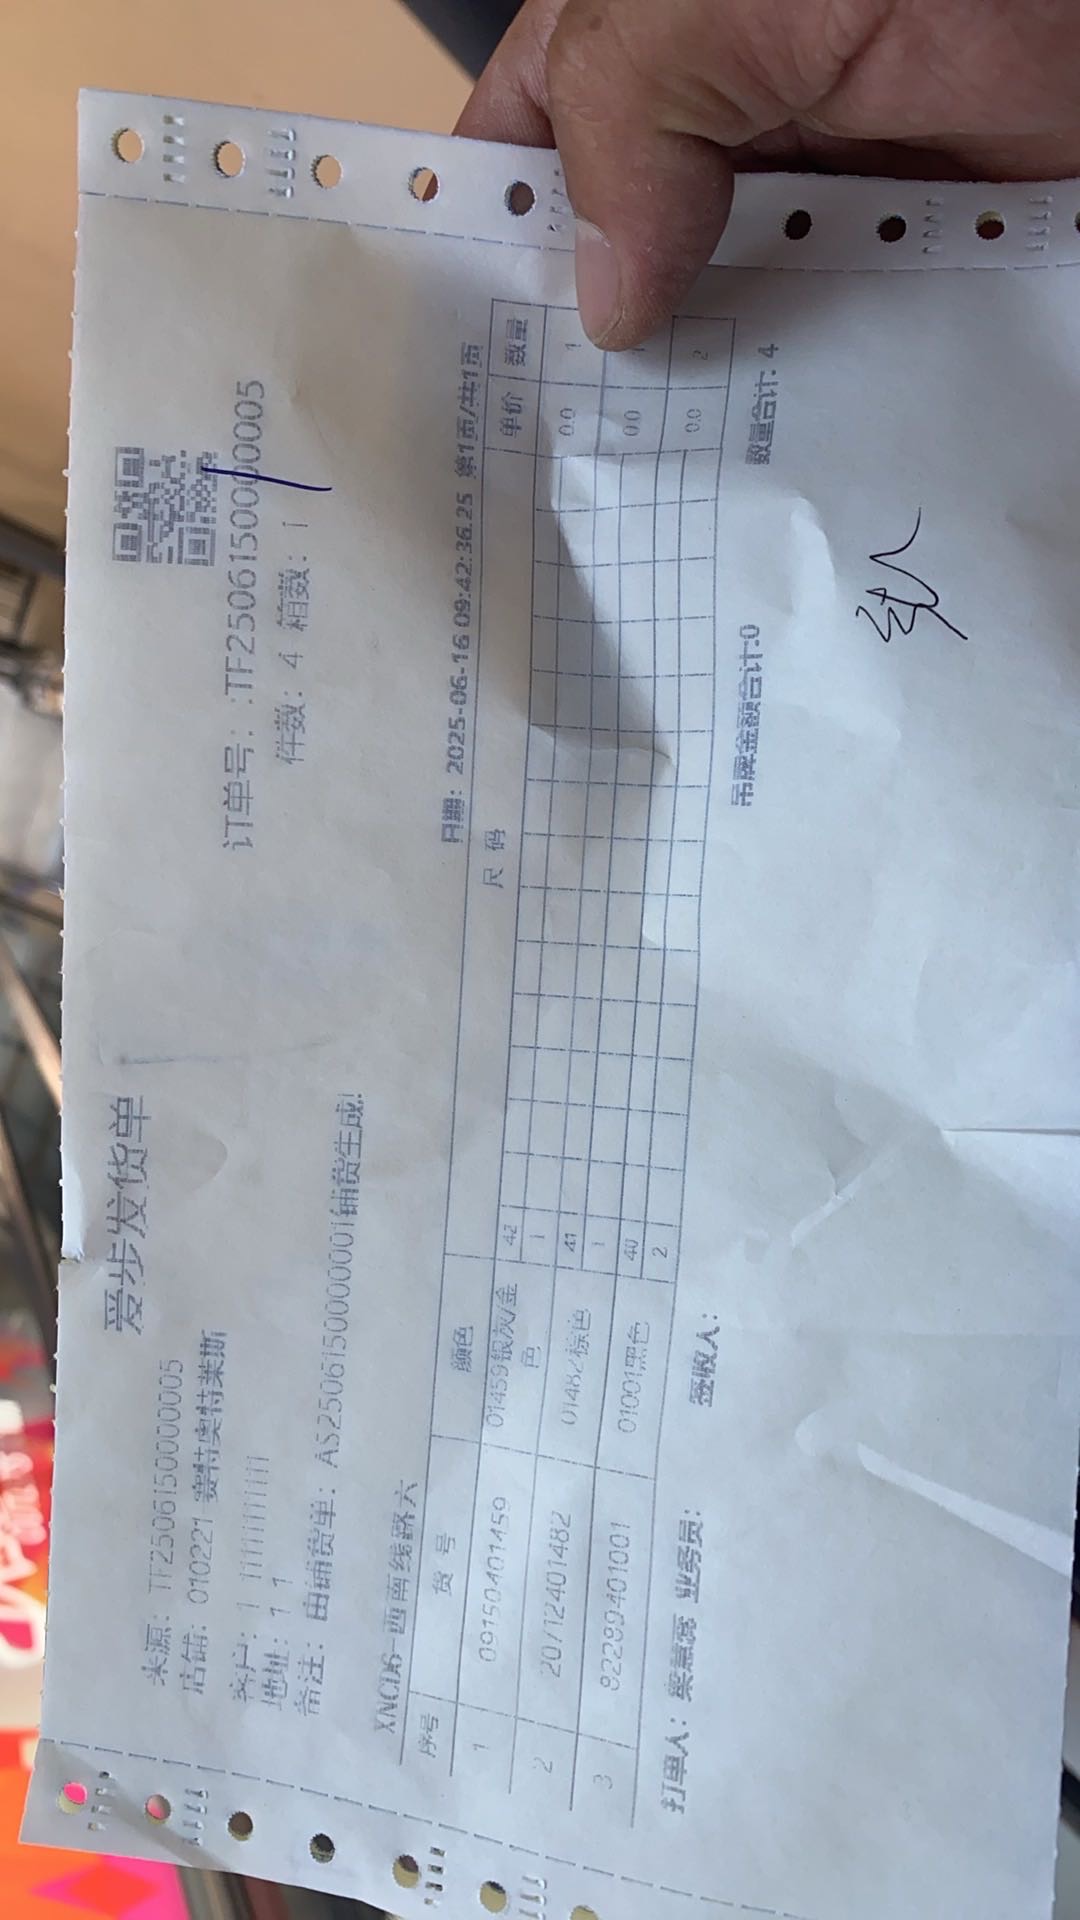 爱步发货单
来源: TF25061500000005
订单号: :TF25061500000005
店铺: 010221 赛特奥特莱斯
件数: 4 箱数: 1
客户: 1 11111111111
地址: 1 1
备注: 由铺货单: AS25061500000016铺货生成!
XNCD6-西南线路六
日期: 2025-06-16 09:42:36.25 第1页/共1页
序号 货号 颜色 尺码 单价 数量
1 09150401459 01459银灰/金色 42 0.0 1
1
2 20712401482 01482棕色 41 0.0 1
1
3 82289401001 01001黑色 40 0.0 2
2
吊牌金额合计:0 数量合计: 4
打单人: 业务员: 签收人: